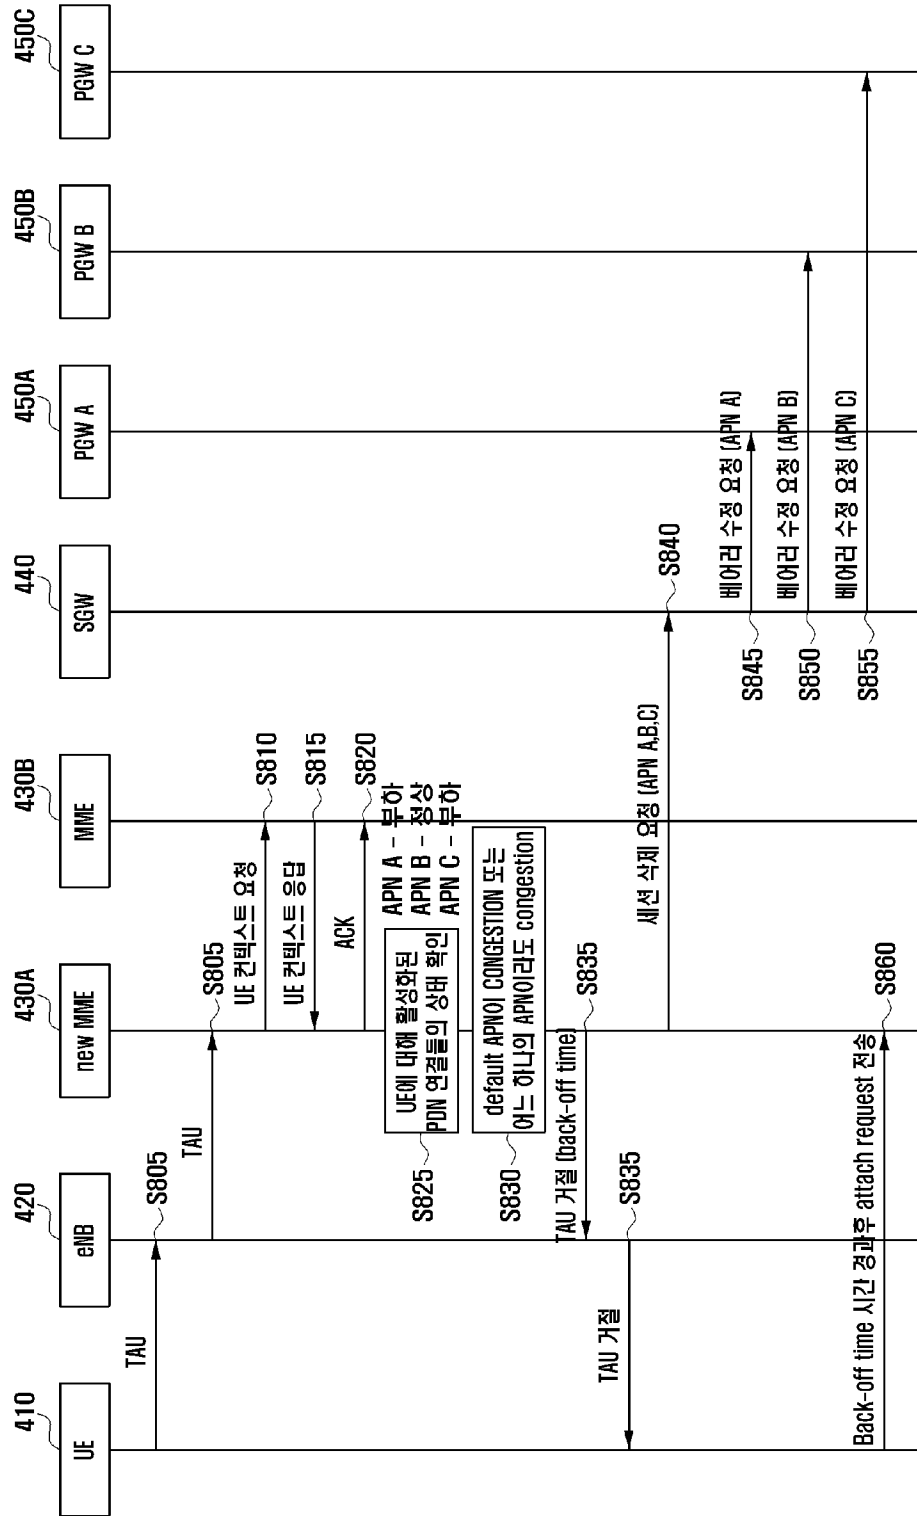 410
UE
420
eNB
430A
new MME
430B
MME
440
SGW
450A
PGW A
450B
PGW B
450C
PGW C
TAU
S805
TAU
S805
UE 컨텍스트 요청
S810
UE 컨텍스트 응답
S815
ACK
S820
UE에 대해 활성화된
PDN 연결들의 상태 확인
S825
APN A - 부하
APN B - 정상
APN C - 부하
default APN이 CONGESTION 또는
어느 하나의 APN이라도 congestion
S830
TAU 거절 (back-off time)
S835
TAU 거절
S835
세션 삭제 요청 (APN A,B,C)
S840
베어러 수정 요청 (APN A)
S845
베어러 수정 요청 (APN B)
S850
베어러 수정 요청 (APN C)
S855
Back-off time 시간 경과후 attach request 전송
S860